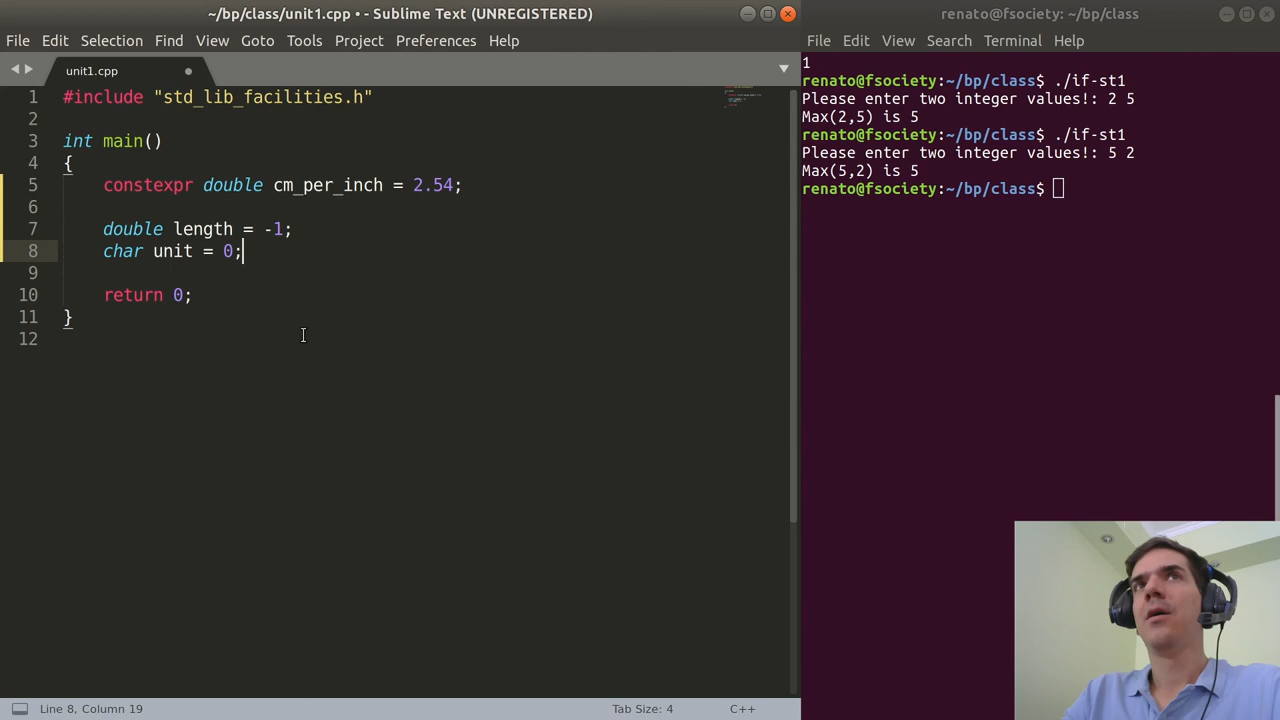 ~/bp/class/unit1.cpp • - Sublime Text (UNREGISTERED)
File Edit Selection Find View Goto Tools Project Preferences Help
unit1.cpp
1 #include "std_lib_facilities.h"
2
3 int main()
4 {
5 constexpr double cm_per_inch = 2.54;
6
7 double length = -1;
8 char unit = 0;
9
10 return 0;
11 }
12
Line 8, Column 19
Tab Size: 4
C++
renato@fsociety: ~/bp/class
File Edit View Search Terminal Help
1
renato@fsociety:~/bp/class$ ./if-st1
Please enter two integer values!: 2 5
Max(2,5) is 5
renato@fsociety:~/bp/class$ ./if-st1
Please enter two integer values!: 5 2
Max(5,2) is 5
renato@fsociety:~/bp/class$